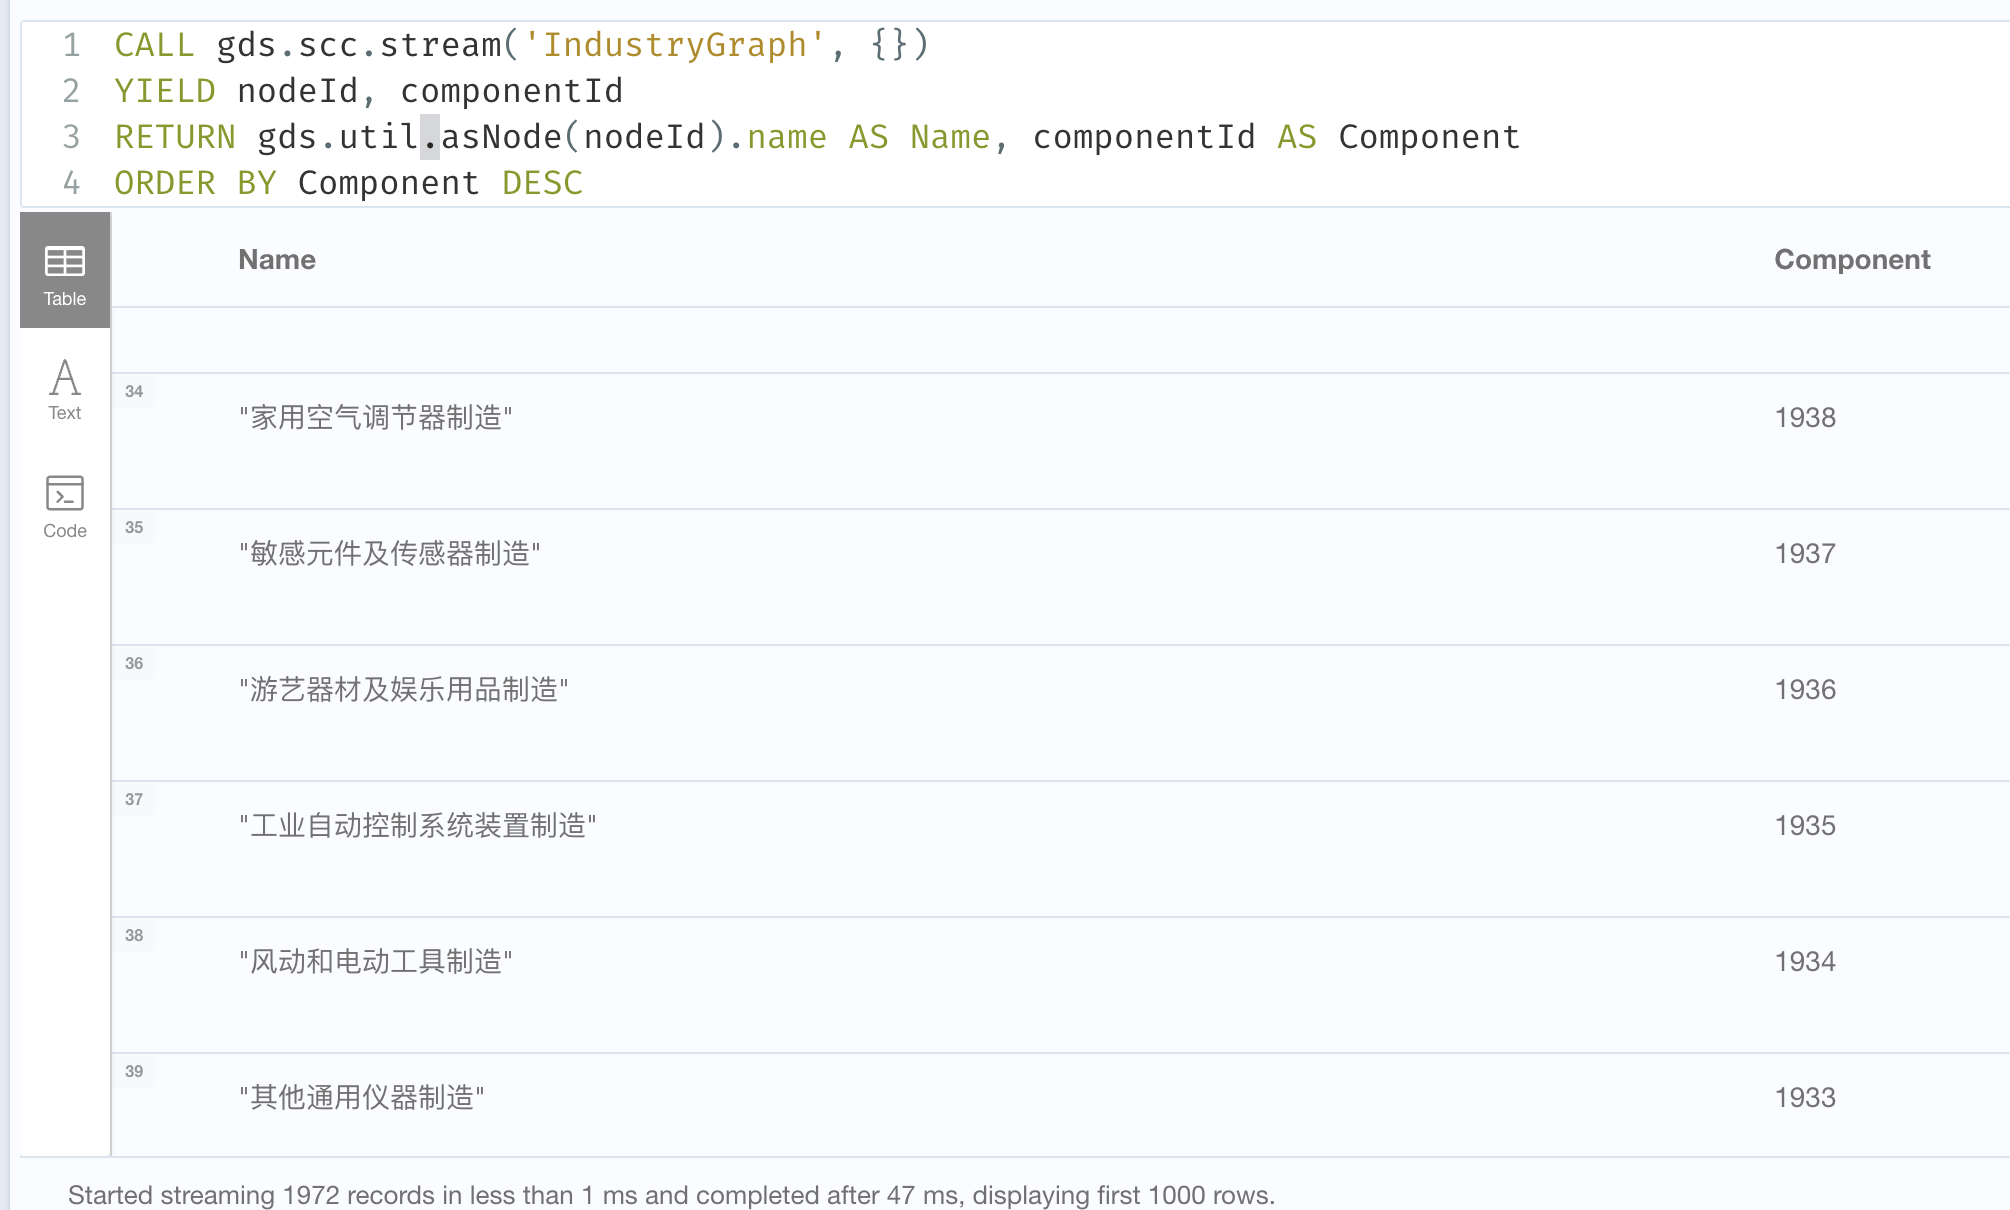 1 CALL gds.scc.stream('IndustryGraph', {})
2 YIELD nodeId, componentId
3 RETURN gds.util.asNode(nodeId).name AS Name, componentId AS Component
4 ORDER BY Component DESC
Table
Text
Code
Name Component
34 "家用空气调节器制造" 1938
35 "敏感元件及传感器制造" 1937
36 "游艺器材及娱乐用品制造" 1936
37 "工业自动控制系统装置制造" 1935
38 "风动和电动工具制造" 1934
39 "其他通用仪器制造" 1933
Started streaming 1972 records in less than 1 ms and completed after 47 ms, displaying first 1000 rows.